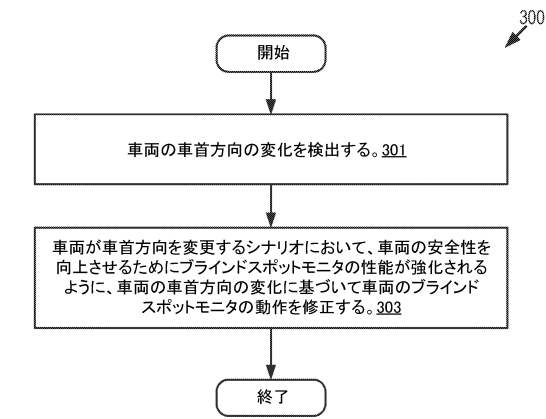 300
開始
車両の車首方向の変化を検出する。301
車両が車首方向を変更するシナリオにおいて、車両の安全性を
向上させるためにブラインドスポットモニタの性能が強化される
ように、車両の車首方向の変化に基づいて車両のブラインド
スポットモニタの動作を修正する。303
終了